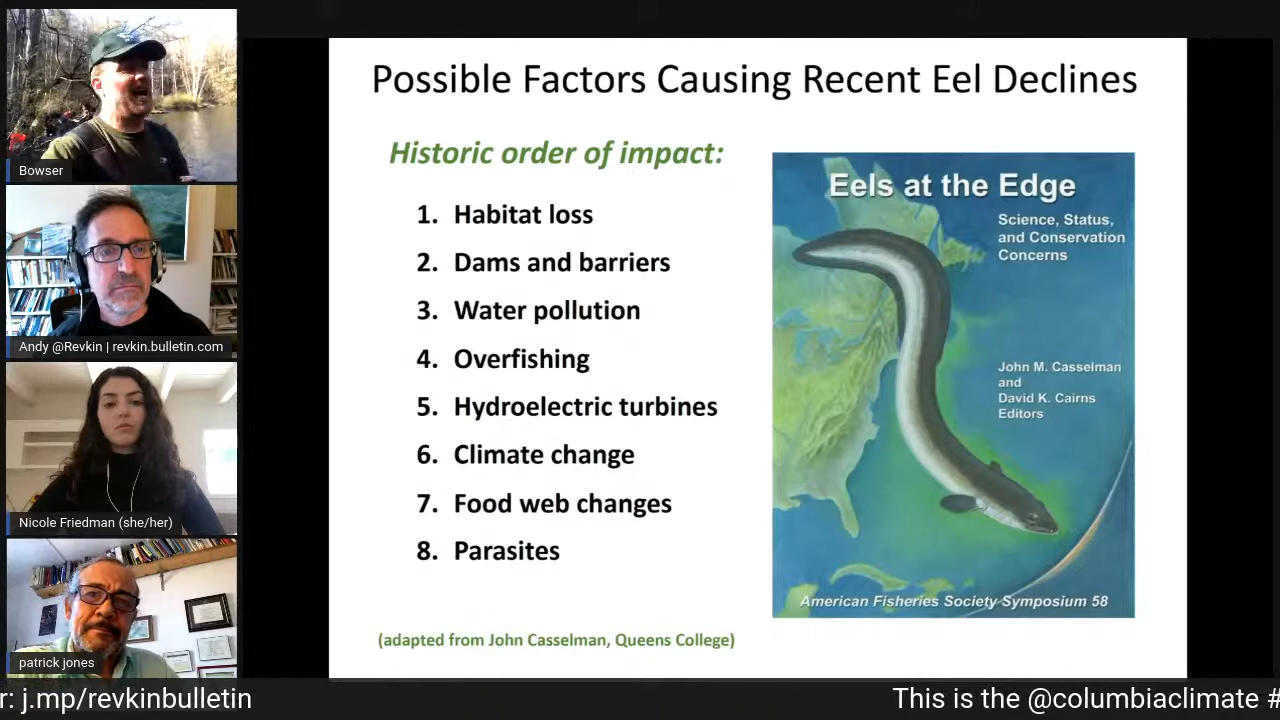 Bowser
Andy @Revkin | revkin.bulletin.com
Nicole Friedman (she/her)
patrick jones
Possible Factors Causing Recent Eel Declines
Historic order of impact:
1. Habitat loss
2. Dams and barriers
3. Water pollution
4. Overfishing
5. Hydroelectric turbines
6. Climate change
7. Food web changes
8. Parasites
(adapted from John Casselman, Queens College)
Eels at the Edge
Science, Status,
and Conservation
Concerns
John M. Casselman
and
David K. Cairns
Editors
American Fisheries Society Symposium 58
r: j.mp/revkinbulletin
This is the @columbiaclimate #